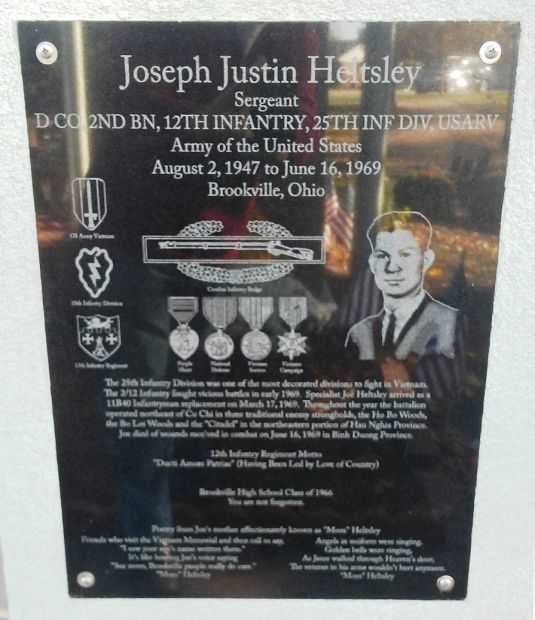 Joseph Justin Heltsley
Sergeant
D CO, 2ND BN, 12TH INFANTRY, 25TH INF DIV, USARV
Army of the United States
August 2, 1947 to June 16, 1969
Brookville, Ohio
US Army Vietnam
25th Infantry Division
12th Infantry Regiment
Combat Infantry Badge
Purple
Heart
National
Defense
Vietnam
Service
Vietnam
Campaign
The 25th Infantry Division was one of the most decorated divisions to fight in Vietnam.
The 2/12 Infantry fought vicious battles in early 1969. Specialist Joe Heltsley arrived as a
11B40 Infantryman replacement on March 17, 1969. Throughout the year the battalion
operated northeast of Cu Chi in three traditional enemy strongholds, the Ho Bo Woods,
the Bo Loi Woods and the "Citadel" in the northeastern portion of Hau Nghia Province.
Joe died of wounds received in combat on June 16, 1969 in Binh Duong Province.
12th Infantry Regiment Motto
"Ducti Amore Patriae" (Having Been Led by Love of Country)
Brookville High School Class of 1966
You are not forgotten.
Poetry from Joe's mother affectionately known as "Mom" Heltsley
Friends who visit the Vietnam Memorial and then call to say,
"I saw your son's name written there."
It's like hearing Joe's voice saying
"See mom, Brookville people really do care."
"Mom" Heltsley
Angels in uniform were singing,
Golden bells were ringing,
As Jesus walked through Heaven's door,
The veteran in his arms wouldn't hurt anymore.
"Mom" Heltsley